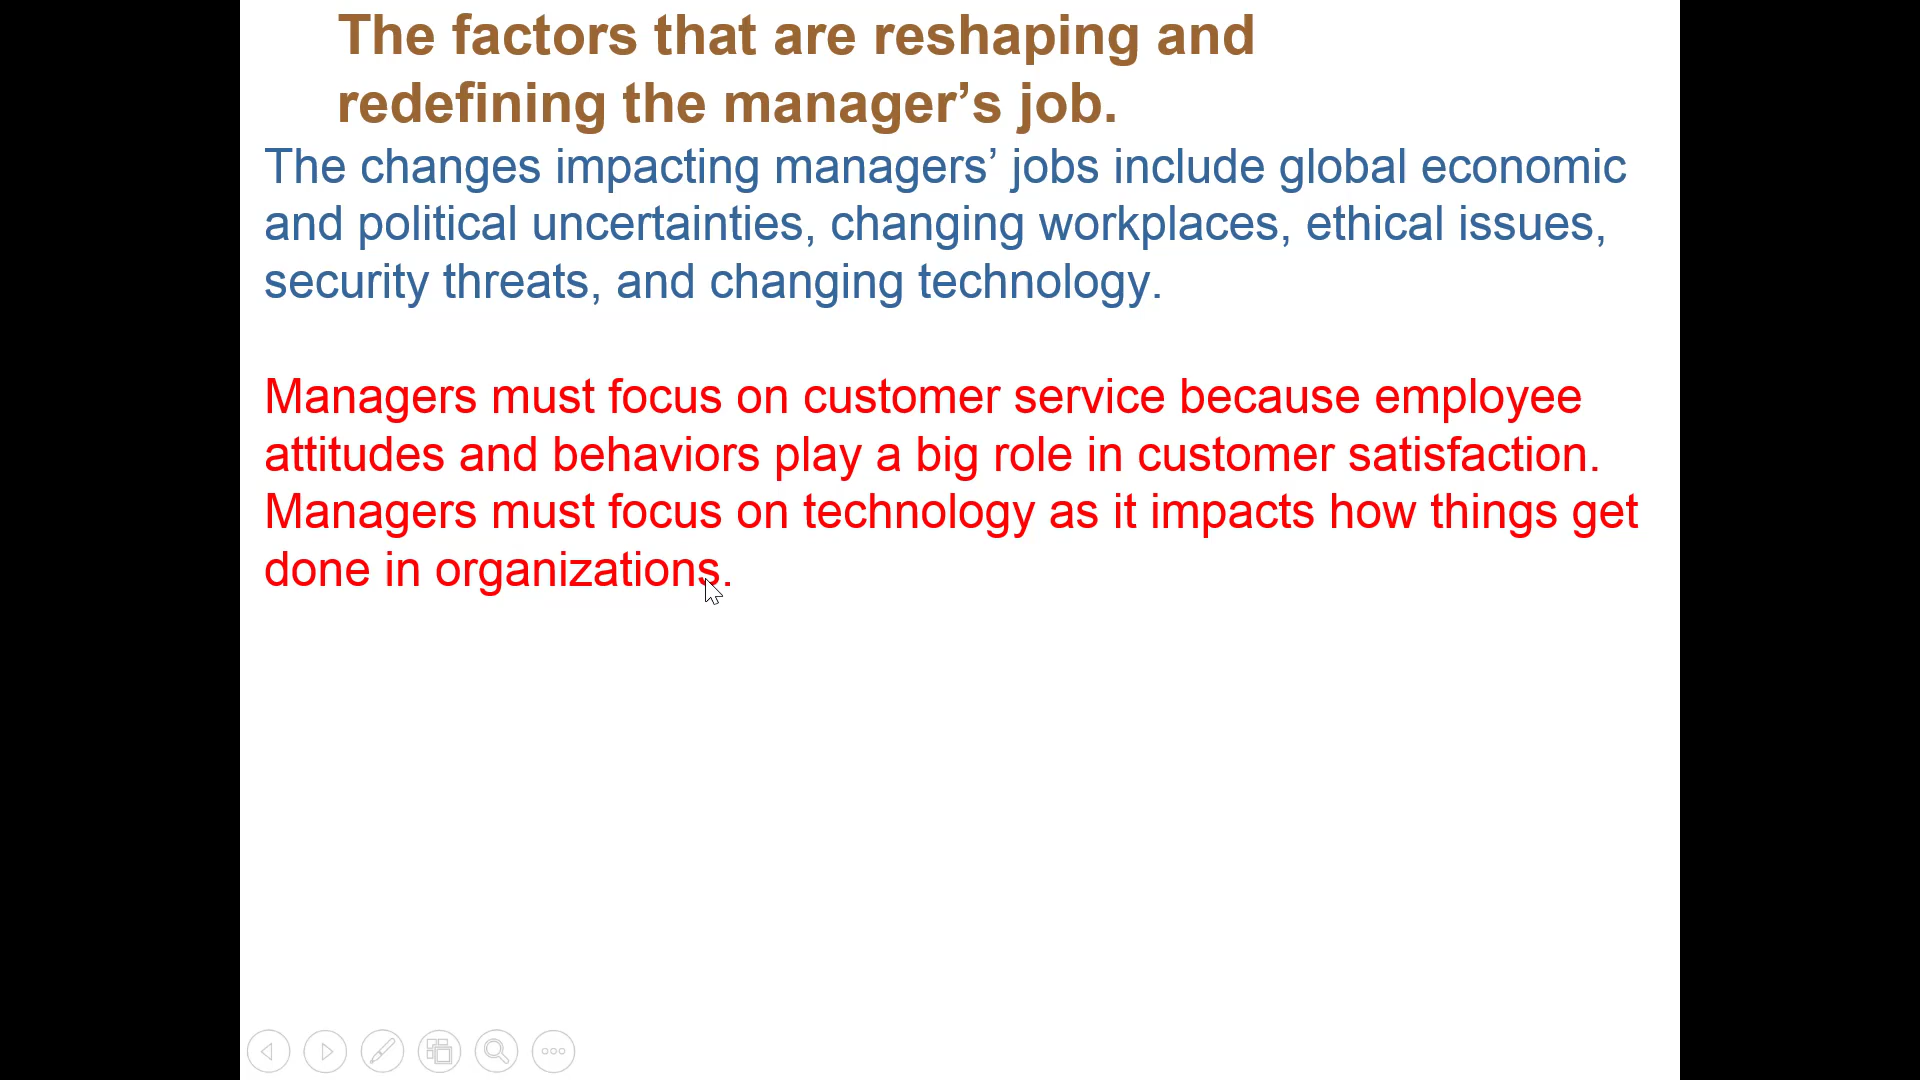 The factors that are reshaping and
redefining the manager’s job.
The changes impacting managers’ jobs include global economic
and political uncertainties, changing workplaces, ethical issues,
security threats, and changing technology.
Managers must focus on customer service because employee
attitudes and behaviors play a big role in customer satisfaction.
Managers must focus on technology as it impacts how things get
done in organizations.